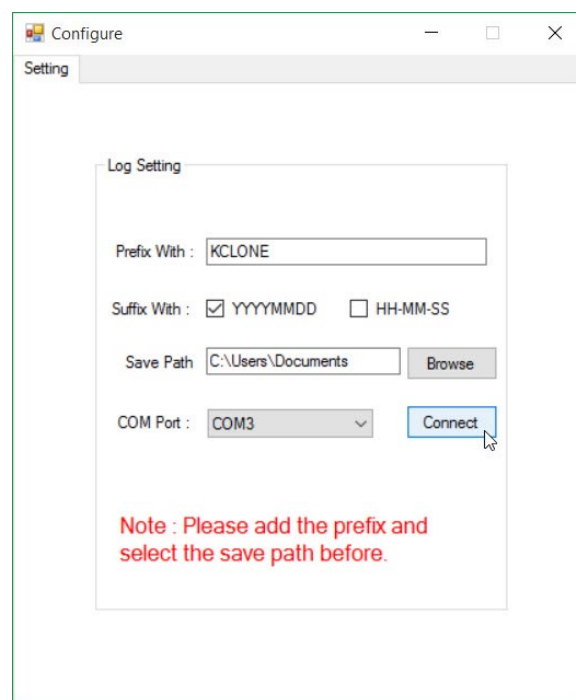 Configure
Setting
Log Setting
Prefix With : KCLONE
Suffix With : YYYYMMDD HH-MM-SS
Save Path C:\Users\Documents Browse
COM Port : COM3 Connect
Note : Please add the prefix and
select the save path before.